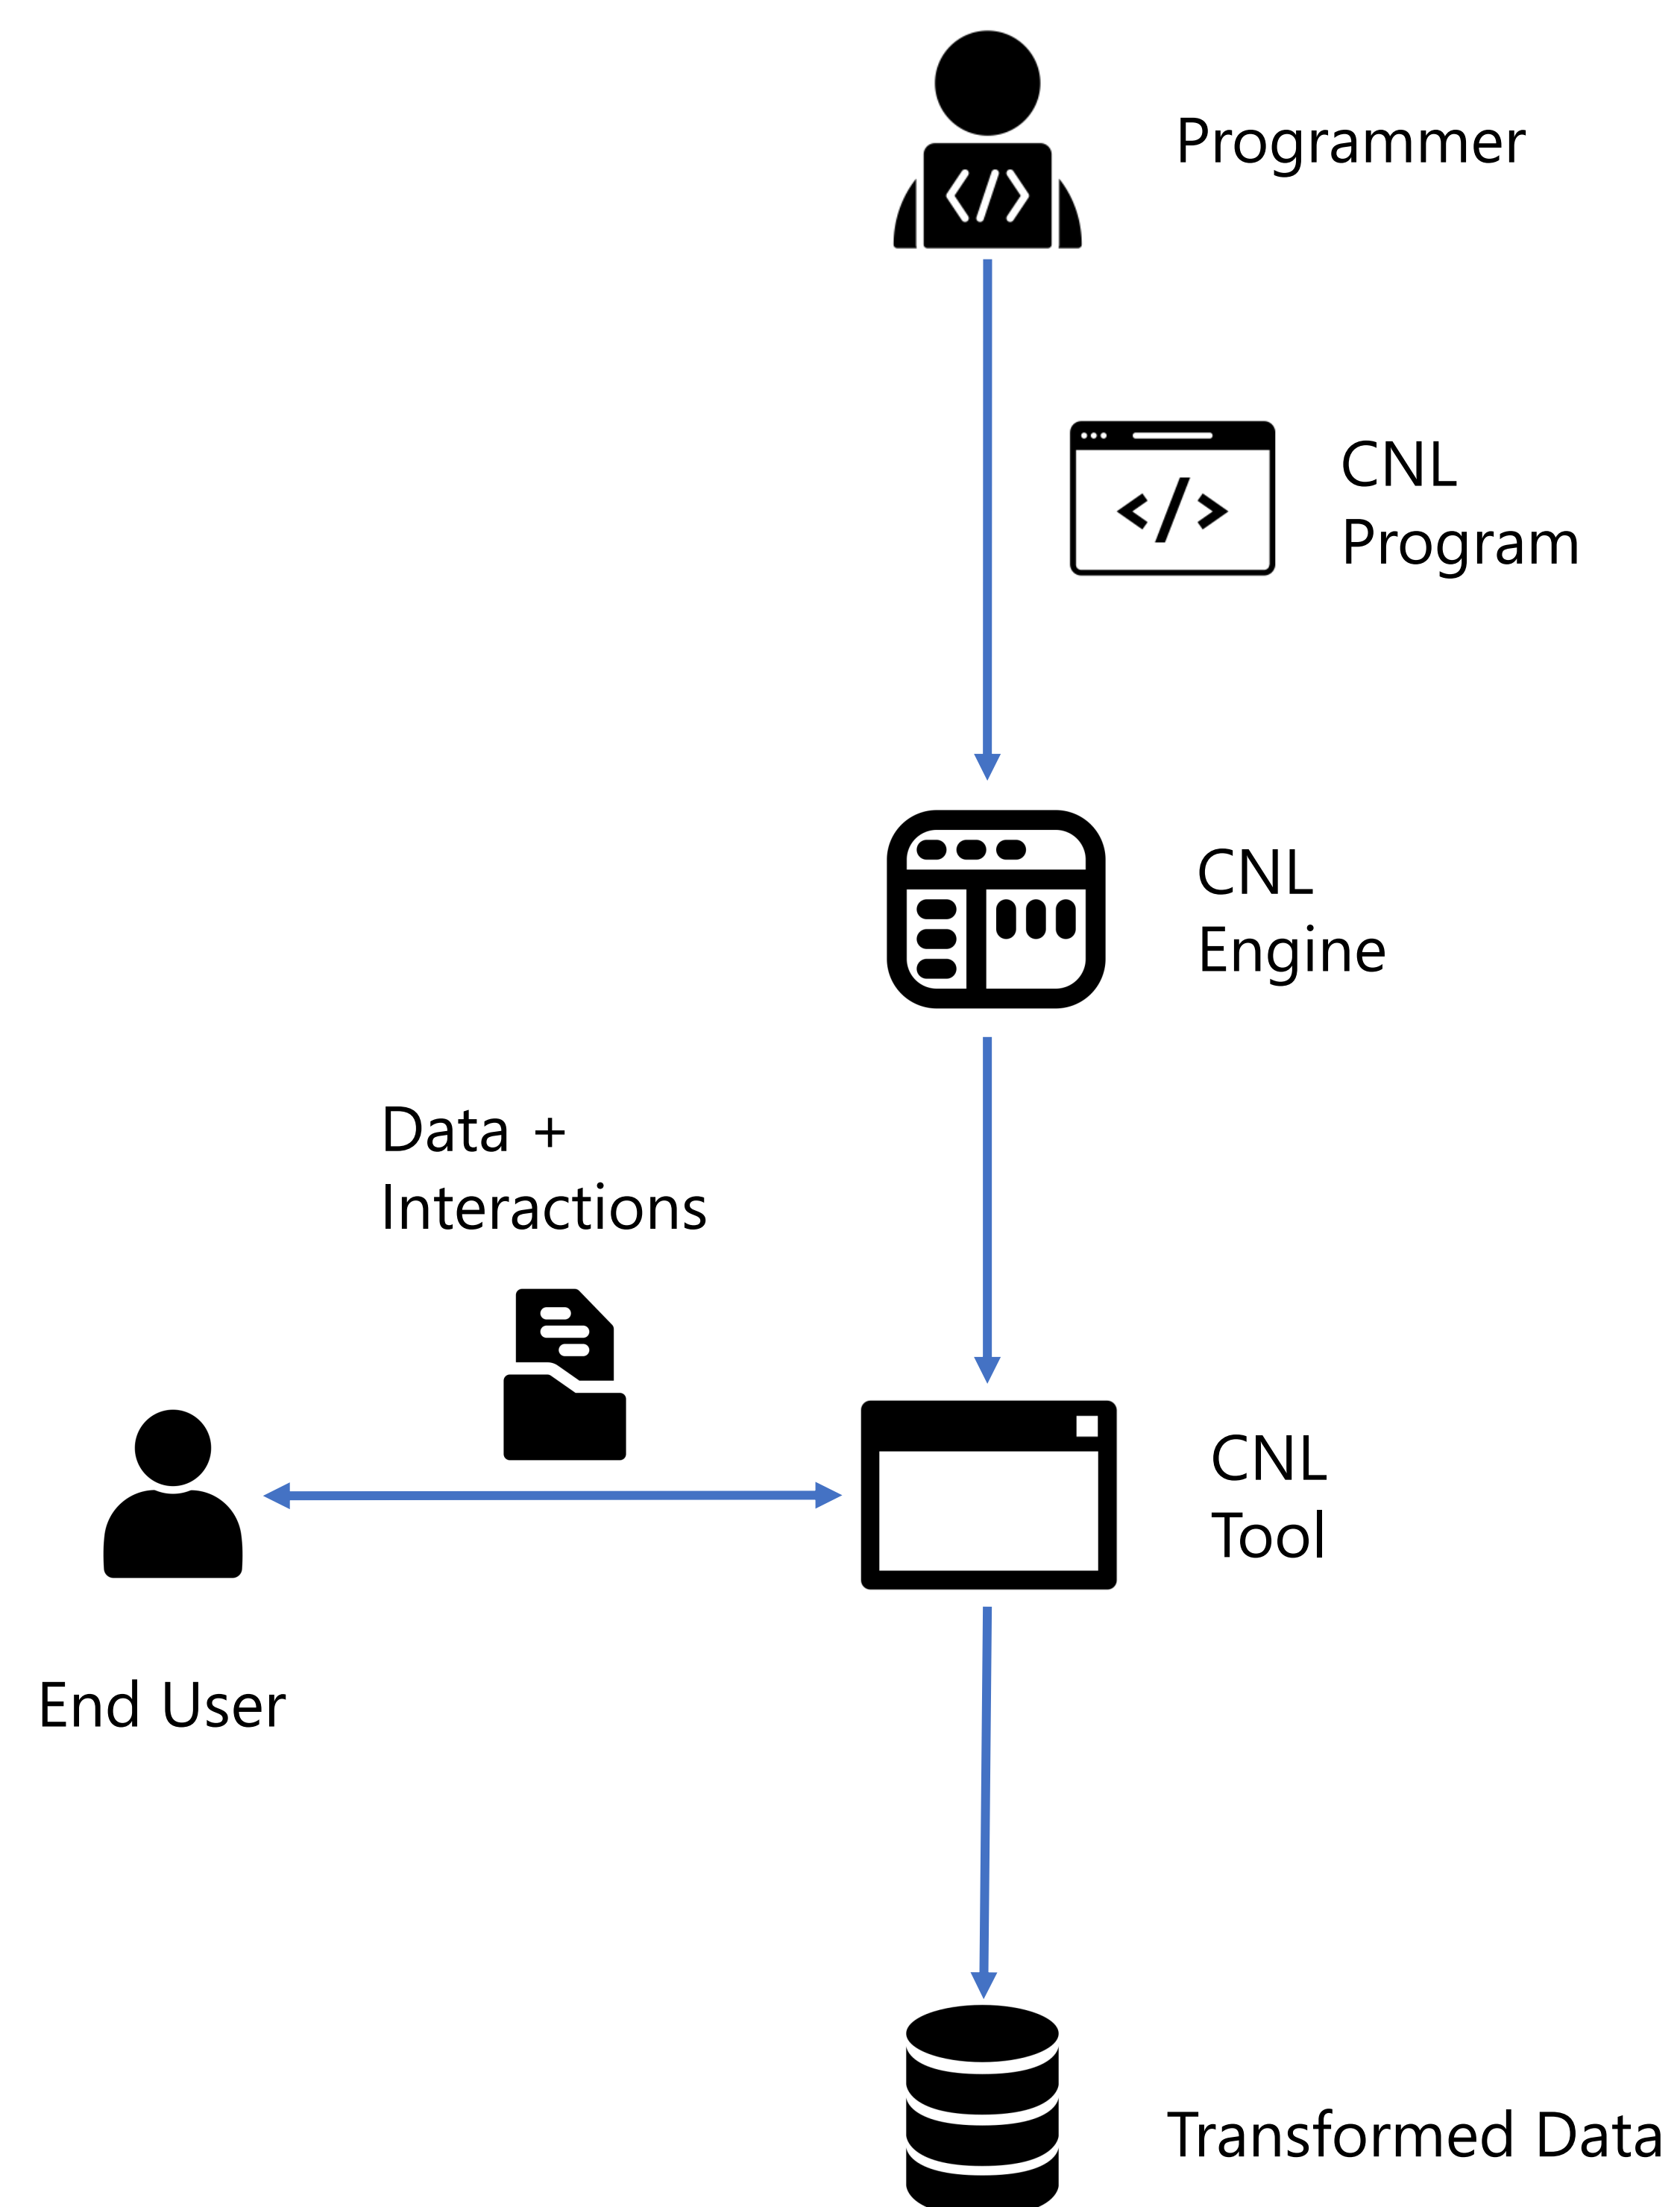 Programmer
CNL
Program
CNL
Engine
Data +
Interactions
CNL
Tool
End User
Transformed Data